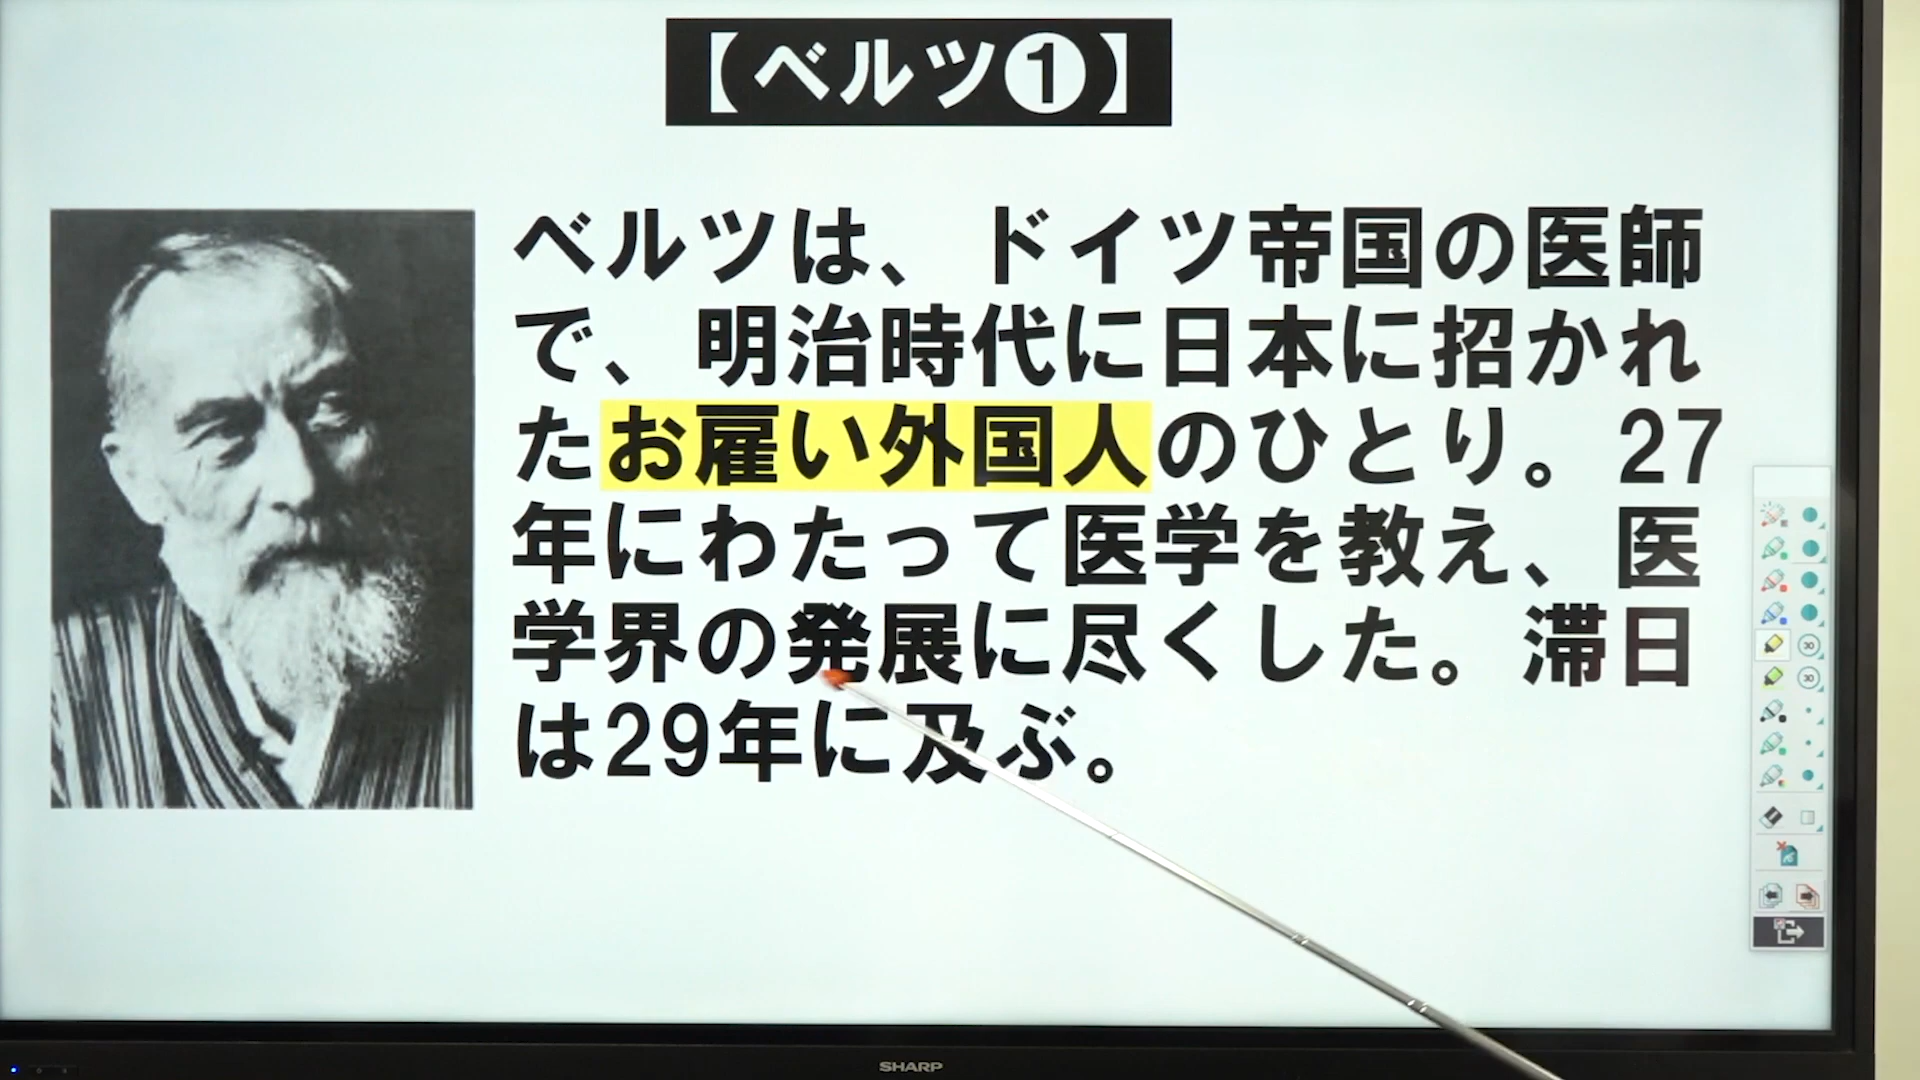 【ベルツ❶】
ベルツは、ドイツ帝国の医師
で、明治時代に日本に招かれ
たお雇い外国人のひとり。27
年にわたって医学を教え、医
学界の発展に尽くした。滞日
は29年に及ぶ。
30
30
SHARP